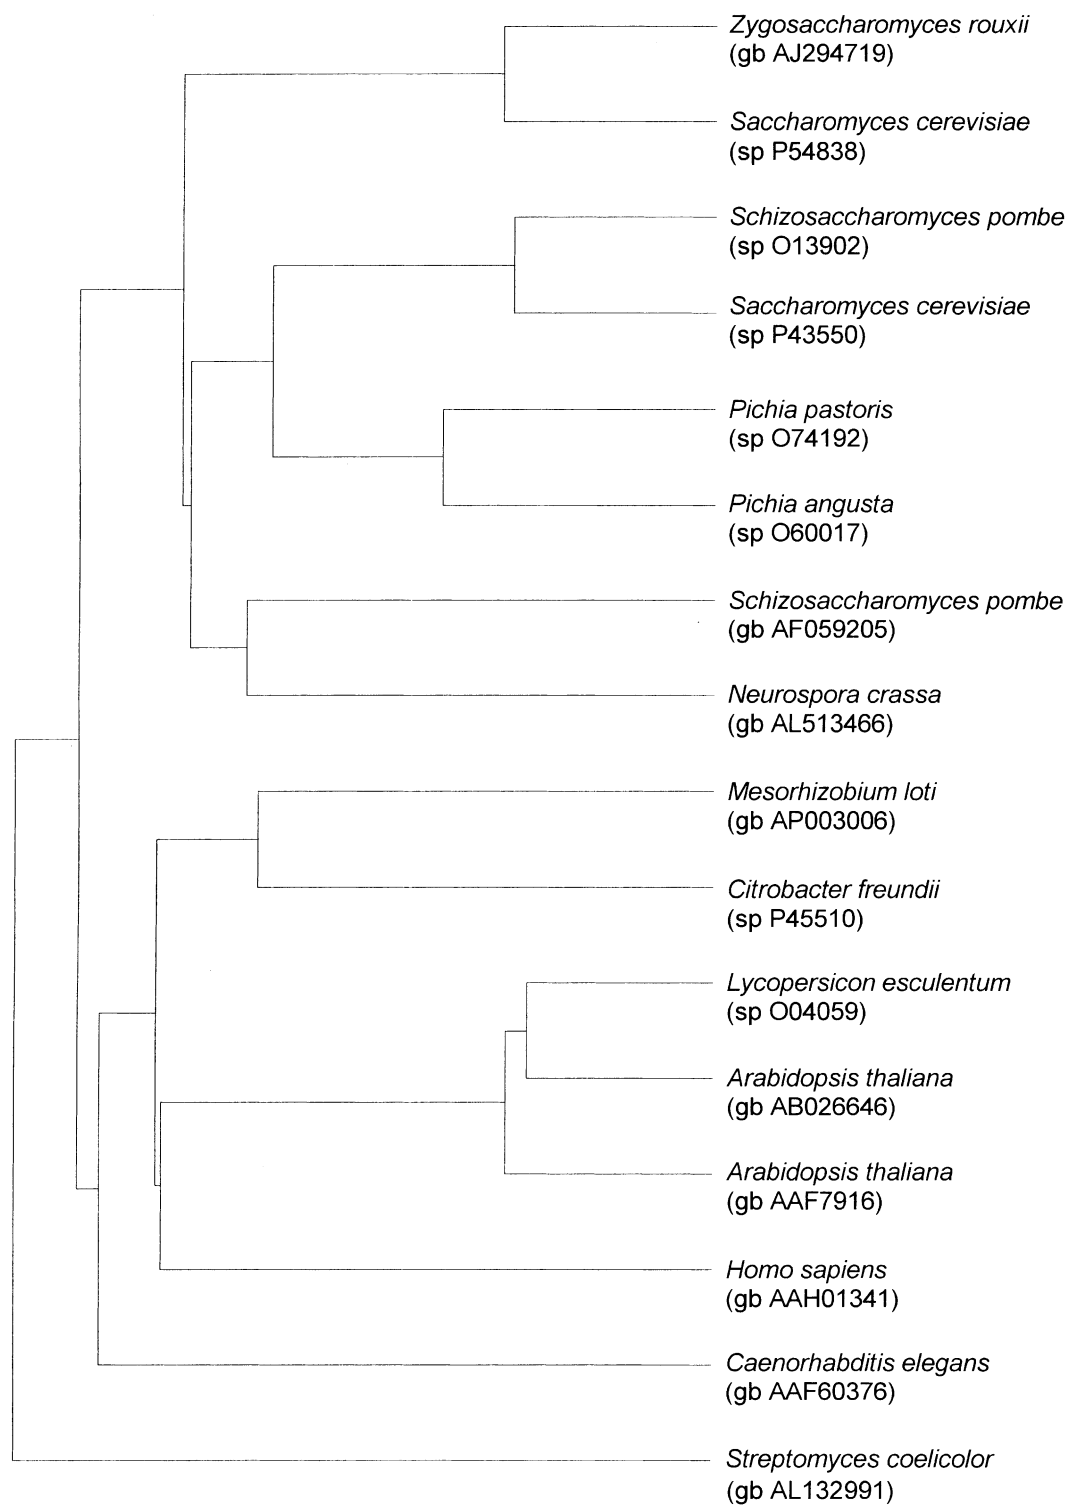 Zygosaccharomyces rouxii
(gb AJ294719)
Saccharomyces cerevisiae
(sp P54838)
Schizosaccharomyces pombe
(sp O13902)
Saccharomyces cerevisiae
(sp P43550)
Pichia pastoris
(sp O74192)
Pichia angusta
(sp O60017)
Schizosaccharomyces pombe
(gb AF059205)
Neurospora crassa
(gb AL513466)
Mesorhizobium loti
(gb AP003006)
Citrobacter freundii
(sp P45510)
Lycopersicon esculentum
(sp O04059)
Arabidopsis thaliana
(gb AB026646)
Arabidopsis thaliana
(gb AAF7916)
Homo sapiens
(gb AAH01341)
Caenorhabditis elegans
(gb AAF60376)
Streptomyces coelicolor
(gb AL132991)